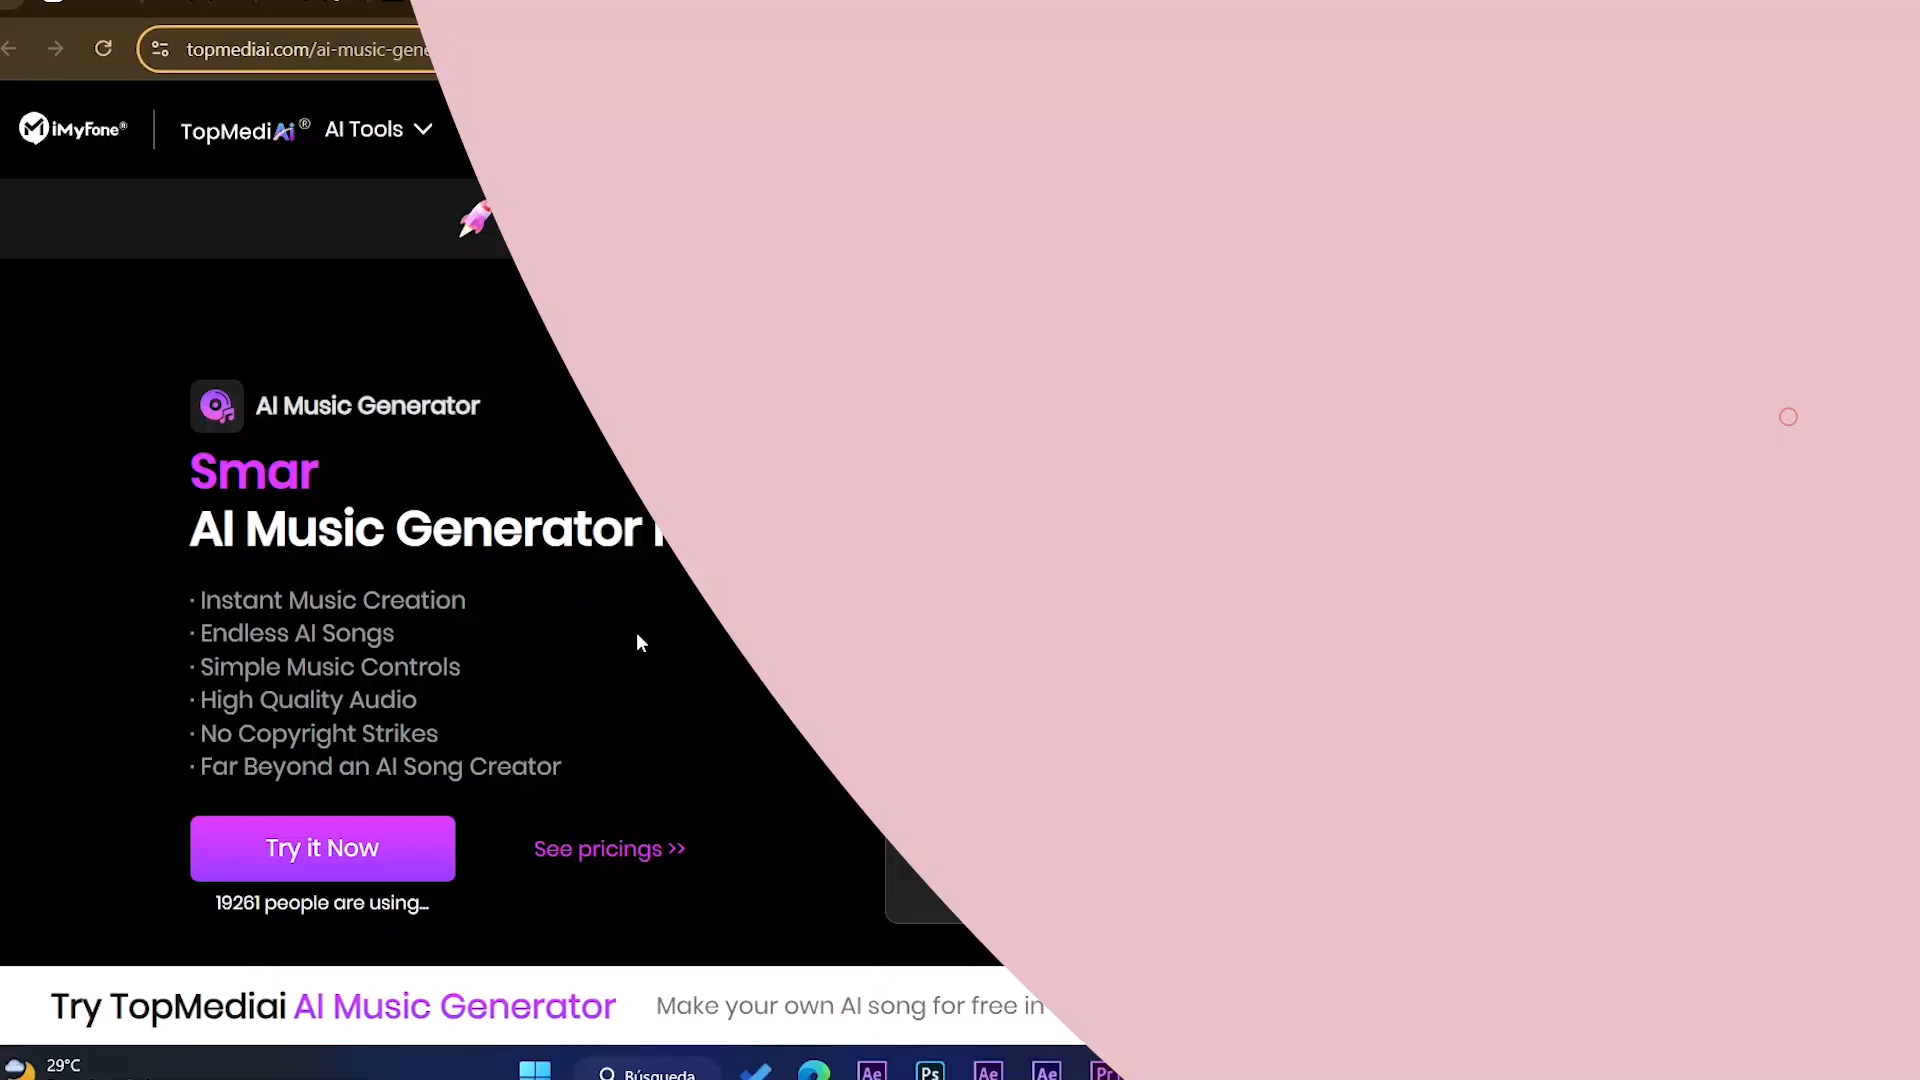 topmediai.com/ai-music-gene
iMyFone®
TopMediAi®
AI Tools
AI Music Generator
Smar
AI Music Generator
· Instant Music Creation
· Endless AI Songs
· Simple Music Controls
· High Quality Audio
· No Copyright Strikes
· Far Beyond an AI Song Creator
Try it Now
See pricings >>
19261 people are using...
Try TopMediai AI Music Generator
Make your own AI song for free in
29°C
Búsqueda
Ae
Ps
Ae
Ae
Pr